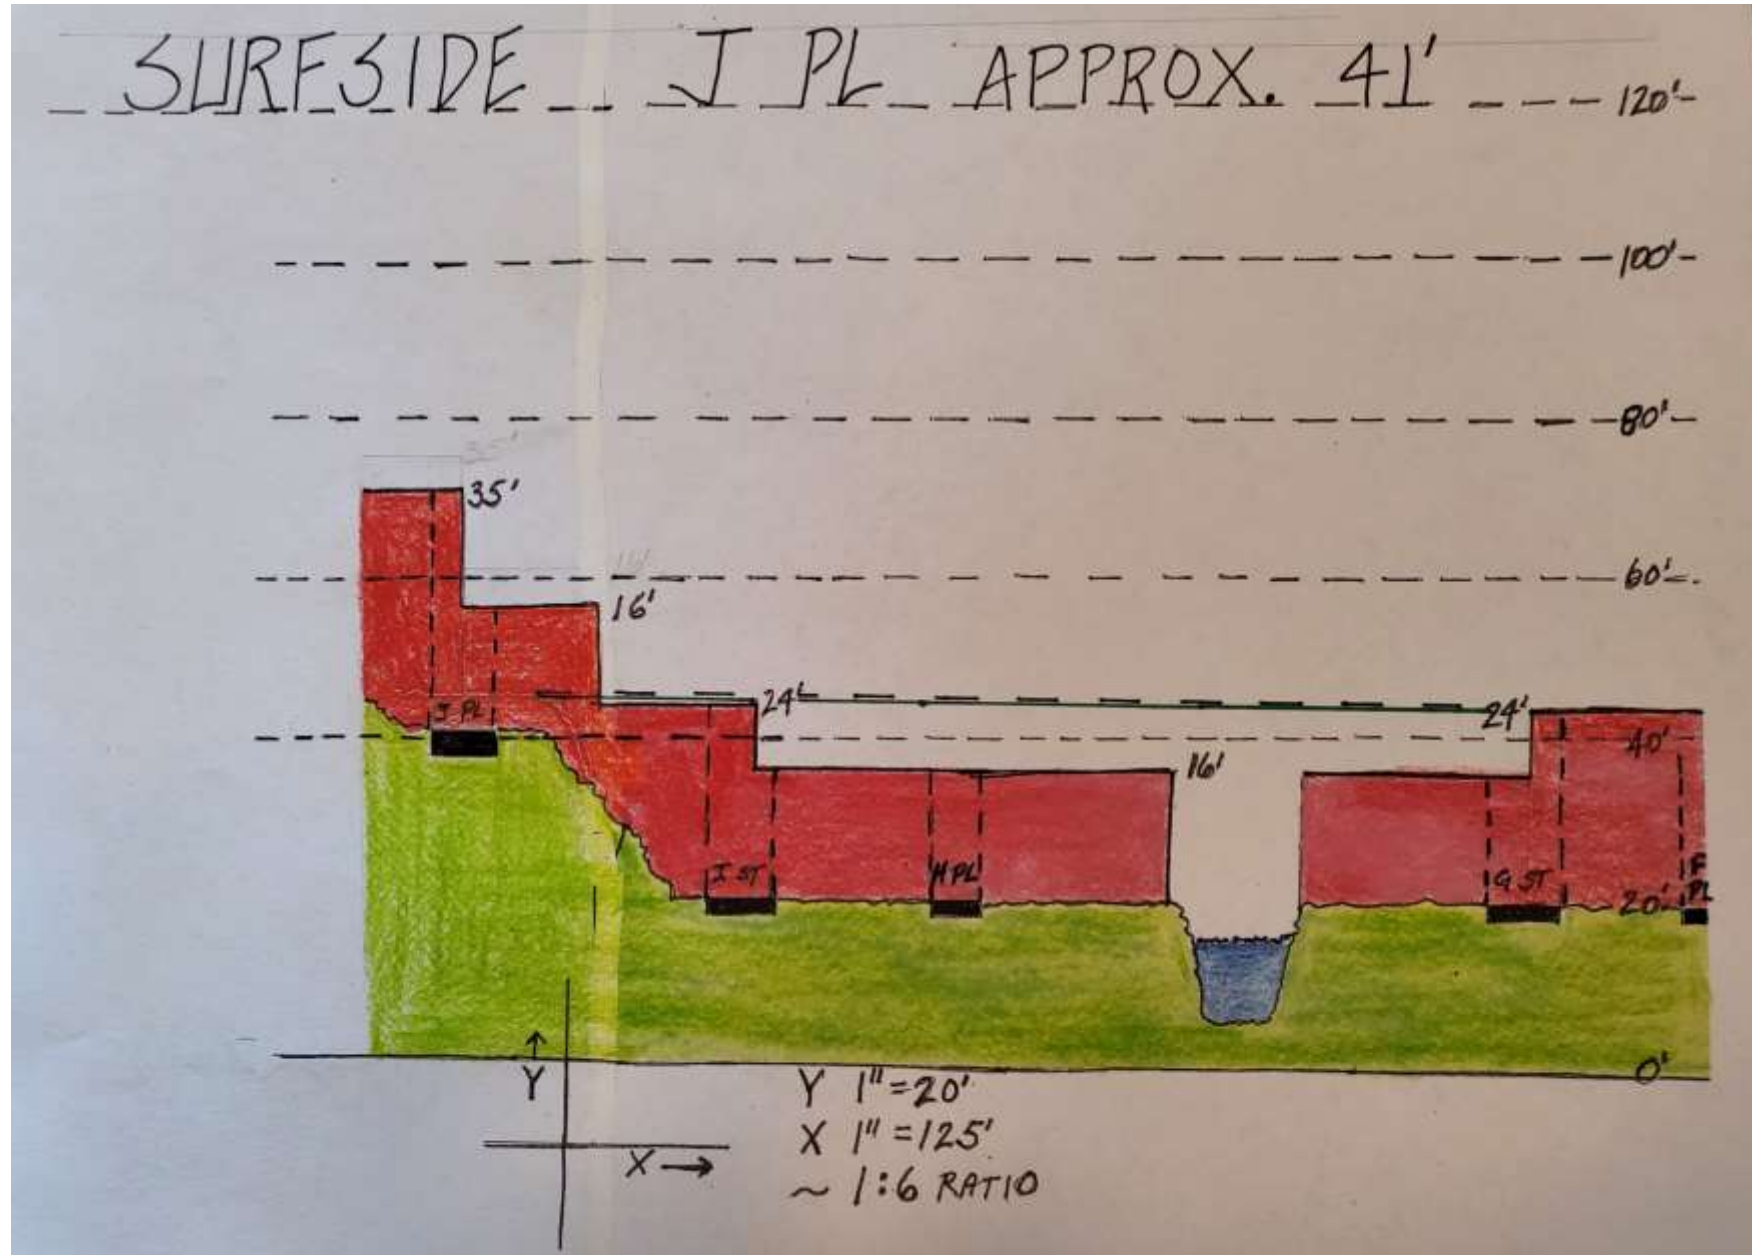 SURFSIDE J PL APPROX. 41'
120'
100'
80'
35'
60'
16'
24'
24'
J PL
40'
16'
I ST
H PL
G ST
F PL
20'
0'
Y
Y 1"=20'
X 1"=125'
X →
~ 1:6 RATIO